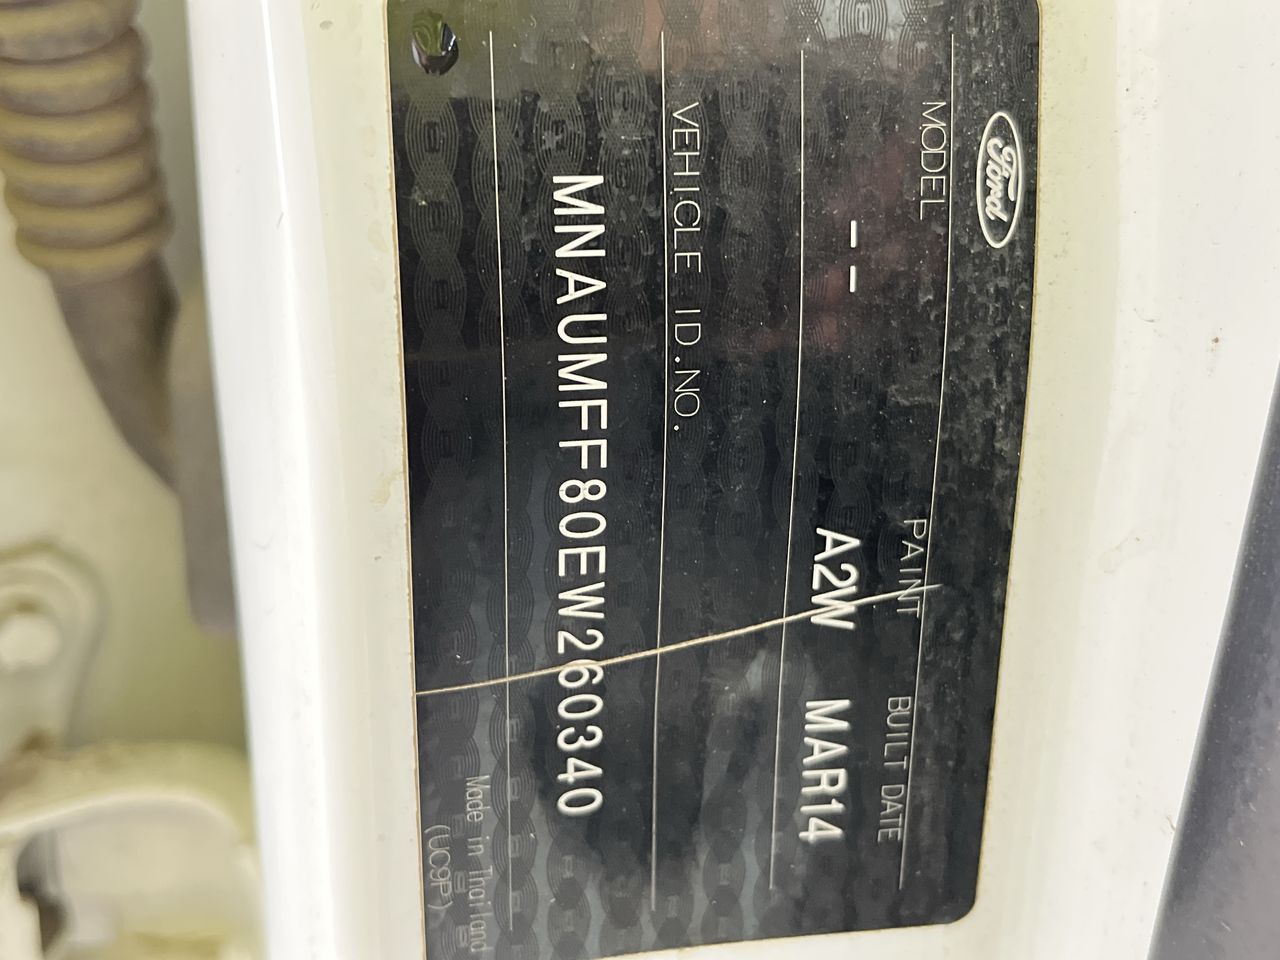 Ford
MODEL PAINT BUILT DATE
-- A2W MAR14
VEHICLE ID.NO.
MNAUMFF80EW260340
Made in Thailand
(UC9P)